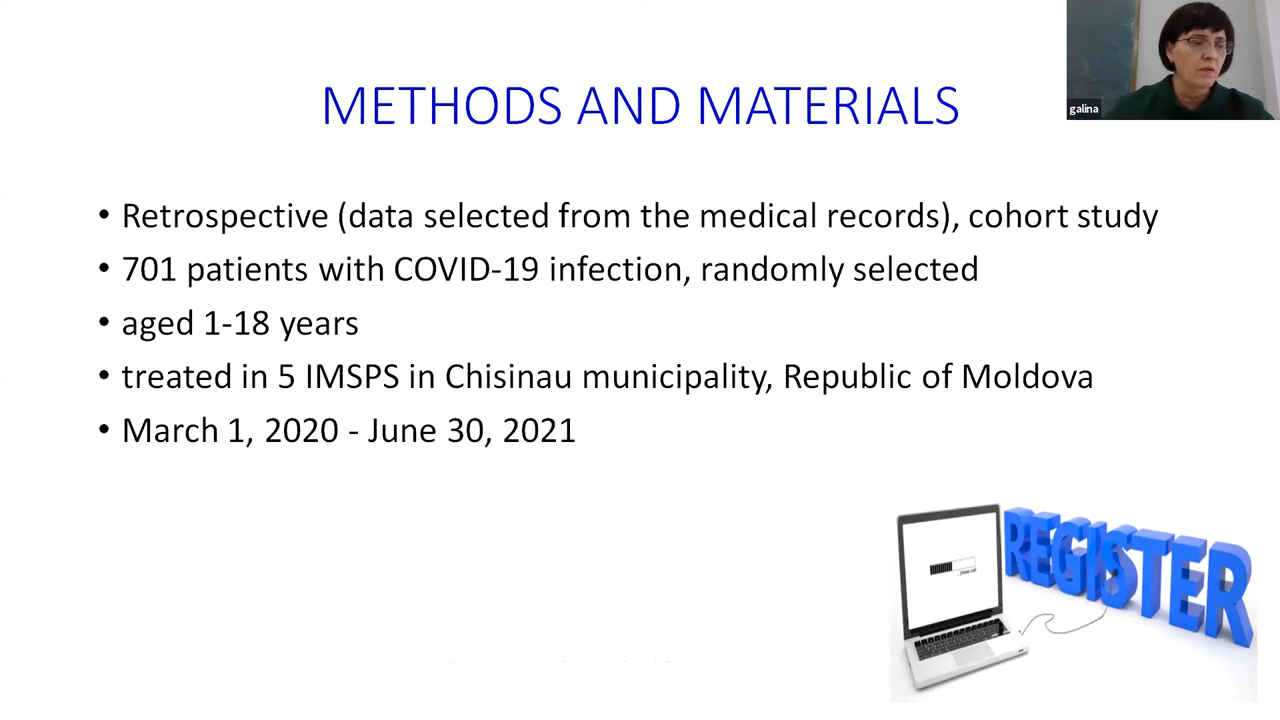 galina
METHODS AND MATERIALS
• Retrospective (data selected from the medical records), cohort study
• 701 patients with COVID-19 infection, randomly selected
• aged 1-18 years
• treated in 5 IMSPS in Chisinau municipality, Republic of Moldova
• March 1, 2020 - June 30, 2021
REGISTER